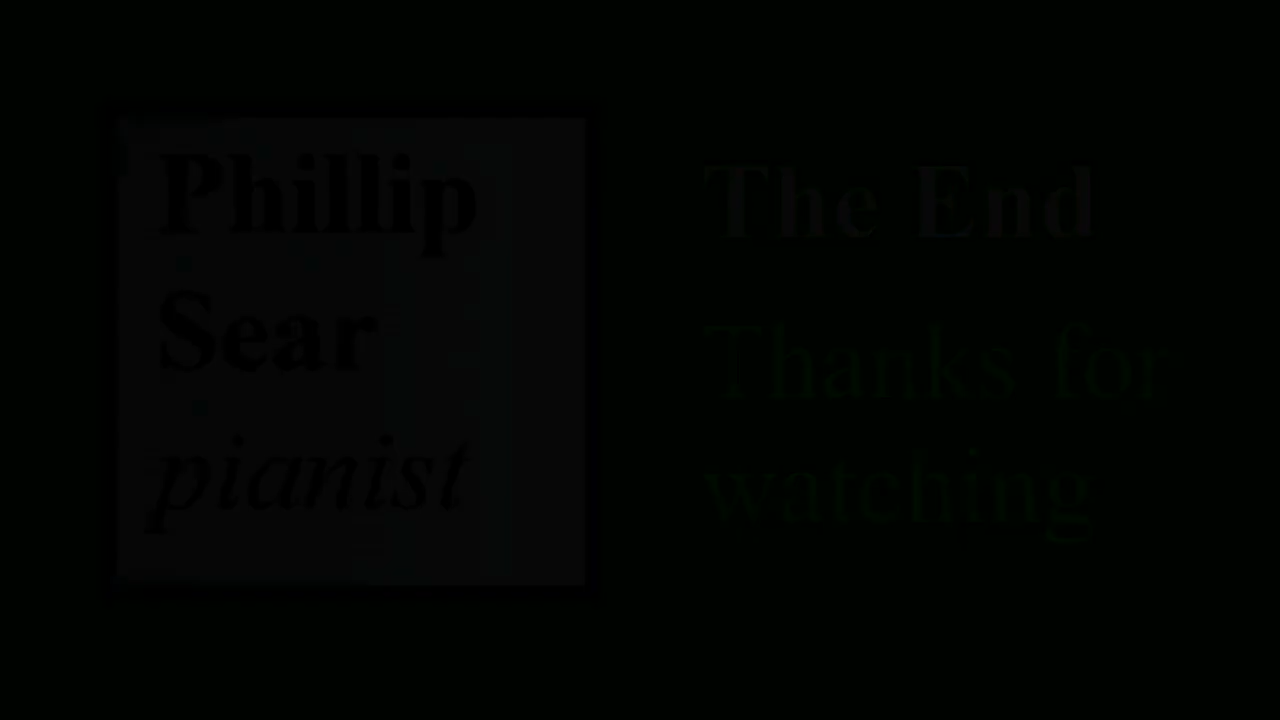 Phillip
Sear
pianist
The End
Thanks for
watching